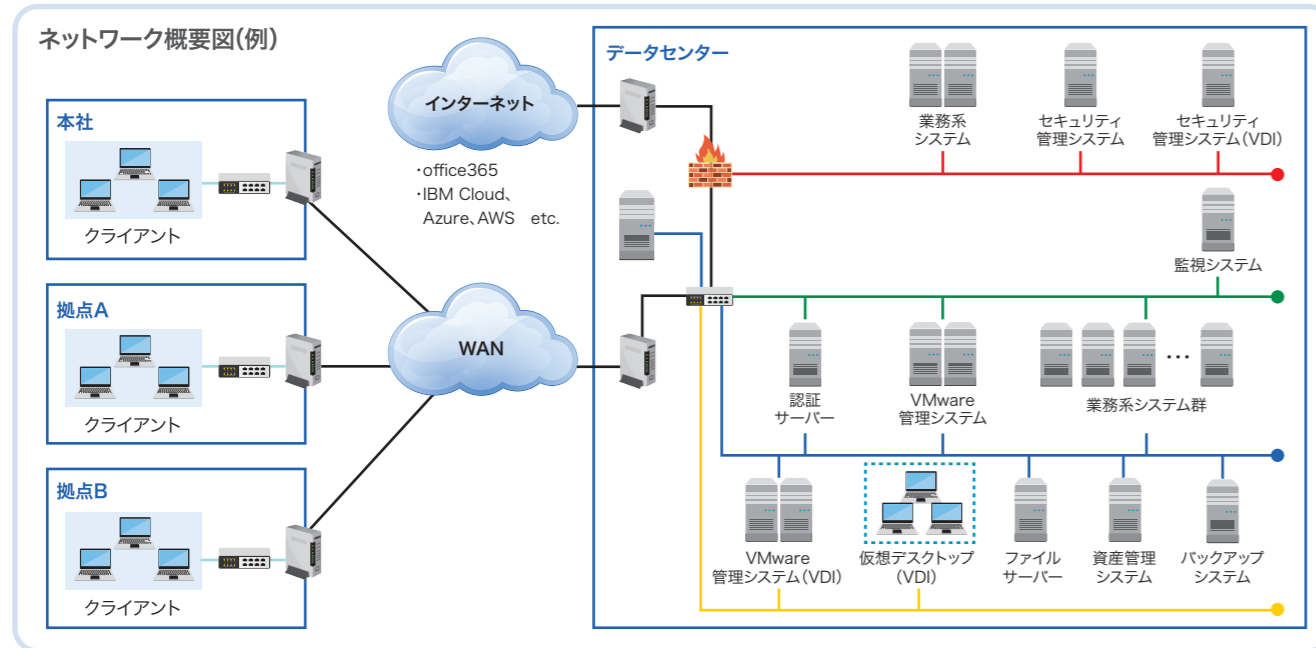 ネットワーク概要図(例)
本社
クライアント
拠点A
クライアント
拠点B
クライアント
インターネット
・office365
・IBM Cloud、
Azure、AWS etc.
WAN
データセンター
業務系
システム
セキュリティ
管理システム
セキュリティ
管理システム(VDI)
監視システム
認証
サーバー
VMware
管理システム
業務系システム群
…
VMware
管理システム(VDI)
仮想デスクトップ
(VDI)
ファイル
サーバー
資産管理
システム
バックアップ
システム